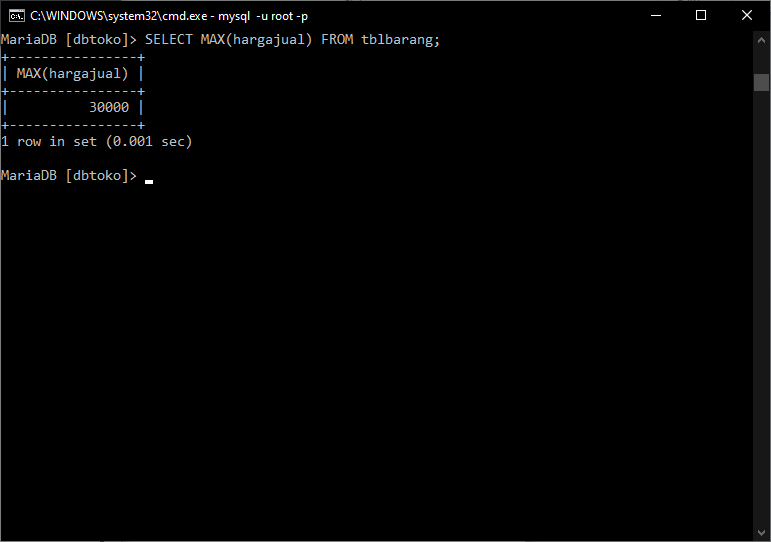 C:\WINDOWS\system32\cmd.exe - mysql  -u root -p
MariaDB [dbtoko]> SELECT MAX(hargajual) FROM tblbarang;
+----------------+
| MAX(hargajual) |
+----------------+
|          30000 |
+----------------+
1 row in set (0.001 sec)
MariaDB [dbtoko]>